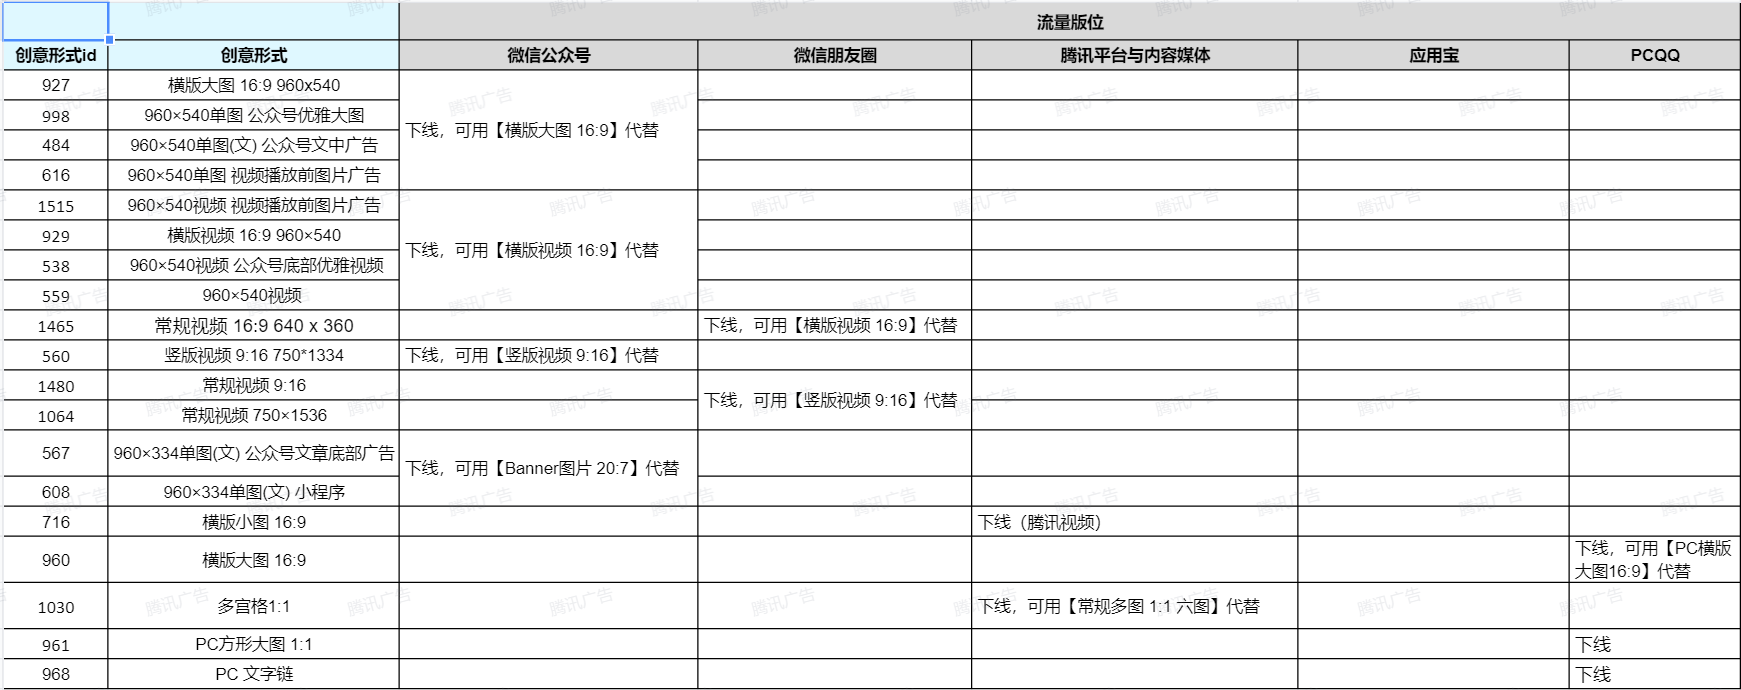 流量版位
创意形式id 创意形式 微信公众号 微信朋友圈 腾讯平台与内容媒体 应用宝 PCQQ
927 横版大图 16:9 960x540
998 960×540单图 公众号优雅大图
下线，可用【横版大图 16:9】代替
484 960×540单图(文) 公众号文中广告
616 960×540单图 视频播放前图片广告
1515 960×540视频 视频播放前图片广告
929 横版视频 16:9 960×540
下线，可用【横版视频 16:9】代替
538 960×540视频 公众号底部优雅视频
559 960×540视频
1465 常规视频 16:9 640 x 360 下线，可用【横版视频 16:9】代替
560 竖版视频 9:16 750*1334 下线，可用【竖版视频 9:16】代替
1480 常规视频 9:16
下线，可用【竖版视频 9:16】代替
1064 常规视频 750×1536
567 960×334单图(文) 公众号文章底部广告
下线，可用【Banner图片 20:7】代替
608 960×334单图(文) 小程序
716 横版小图 16:9 下线（腾讯视频）
960 横版大图 16:9 下线，可用【PC横版
大图16:9】代替
1030 多宫格1:1 下线，可用【常规多图 1:1 六图】代替
961 PC方形大图 1:1 下线
968 PC 文字链 下线
腾讯广告